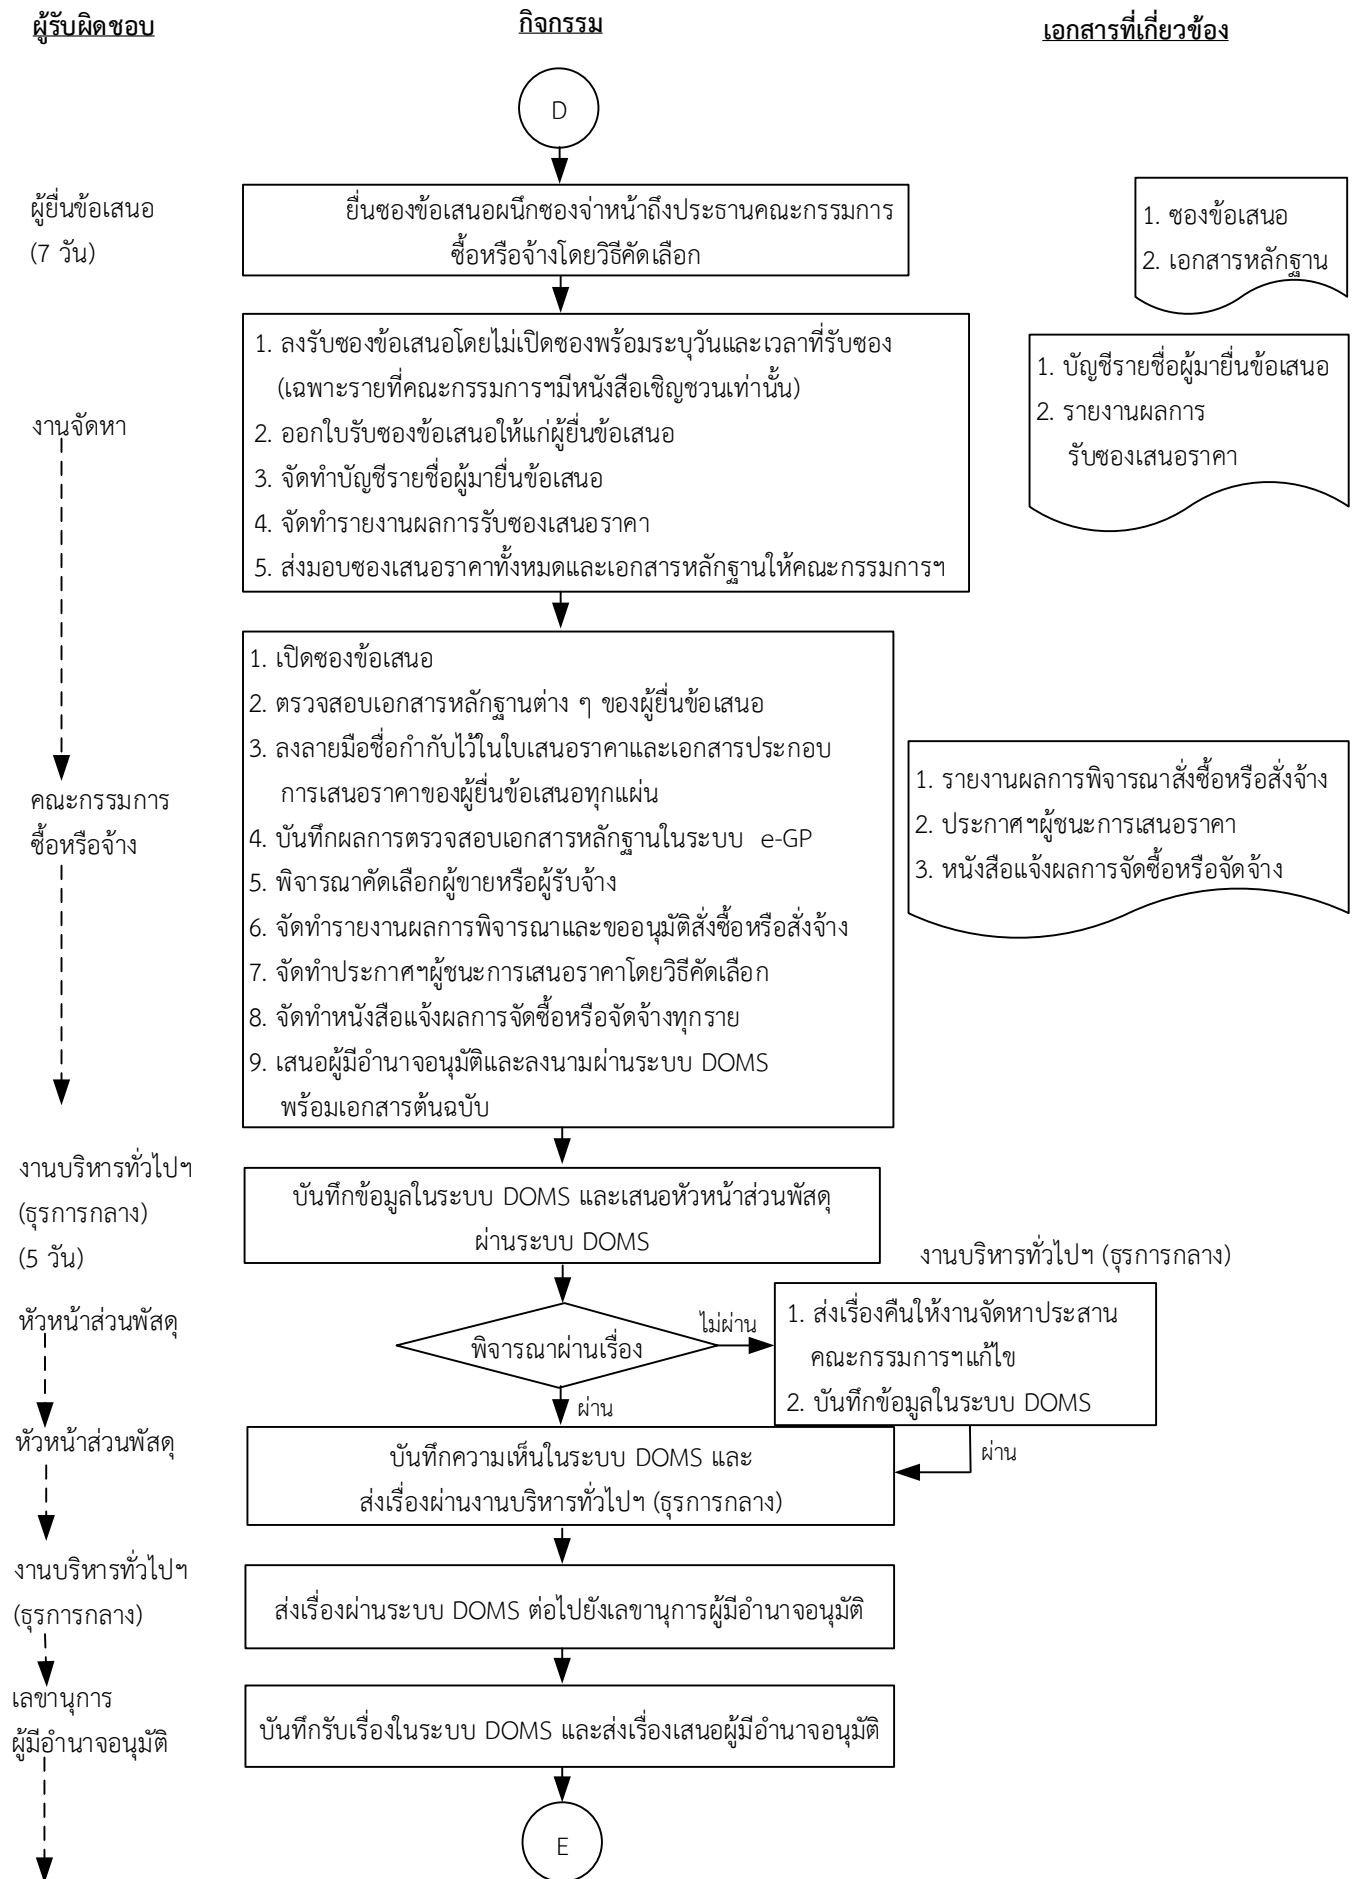 ผู้รับผิดชอบ
กิจกรรม
เอกสารที่เกี่ยวข้อง
D
ผู้ยื่นข้อเสนอ
(7 วัน)
ยื่นซองข้อเสนอผนึกซองจ่าหน้าถึงประธานคณะกรรมการ
ซื้อหรือจ้างโดยวิธีคัดเลือก
1. ซองข้อเสนอ
2. เอกสารหลักฐาน
งานจัดหา
1. ลงรับซองข้อเสนอโดยไม่เปิดซองพร้อมระบุวันและเวลาที่รับซอง
(เฉพาะรายที่คณะกรรมการฯมีหนังสือเชิญชวนเท่านั้น)
2. ออกใบรับซองข้อเสนอให้แก่ผู้ยื่นข้อเสนอ
3. จัดทำบัญชีรายชื่อผู้มายื่นข้อเสนอ
4. จัดทำรายงานผลการรับซองเสนอราคา
5. ส่งมอบซองเสนอราคาทั้งหมดและเอกสารหลักฐานให้คณะกรรมการฯ
1. บัญชีรายชื่อผู้มายื่นข้อเสนอ
2. รายงานผลการ
รับซองเสนอราคา
คณะกรรมการ
ซื้อหรือจ้าง
1. เปิดซองข้อเสนอ
2. ตรวจสอบเอกสารหลักฐานต่าง ๆ ของผู้ยื่นข้อเสนอ
3. ลงลายมือชื่อกำกับไว้ในใบเสนอราคาและเอกสารประกอบ
การเสนอราคาของผู้ยื่นข้อเสนอทุกแผ่น
4. บันทึกผลการตรวจสอบเอกสารหลักฐานในระบบ e-GP
5. พิจารณาคัดเลือกผู้ขายหรือผู้รับจ้าง
6. จัดทำรายงานผลการพิจารณาและขออนุมัติสั่งซื้อหรือสั่งจ้าง
7. จัดทำประกาศฯผู้ชนะการเสนอราคาโดยวิธีคัดเลือก
8. จัดทำหนังสือแจ้งผลการจัดซื้อหรือจัดจ้างทุกราย
9. เสนอผู้มีอำนาจอนุมัติและลงนามผ่านระบบ DOMS
พร้อมเอกสารต้นฉบับ
1. รายงานผลการพิจารณาสั่งซื้อหรือสั่งจ้าง
2. ประกาศฯผู้ชนะการเสนอราคา
3. หนังสือแจ้งผลการจัดซื้อหรือจัดจ้าง
งานบริหารทั่วไปฯ
(ธุรการกลาง)
(5 วัน)
บันทึกข้อมูลในระบบ DOMS และเสนอหัวหน้าส่วนพัสดุ
ผ่านระบบ DOMS
งานบริหารทั่วไปฯ (ธุรการกลาง)
หัวหน้าส่วนพัสดุ
พิจารณาผ่านเรื่อง
ไม่ผ่าน
1. ส่งเรื่องคืนให้งานจัดหาประสาน
คณะกรรมการฯแก้ไข
2. บันทึกข้อมูลในระบบ DOMS
ผ่าน
หัวหน้าส่วนพัสดุ
บันทึกความเห็นในระบบ DOMS และ
ส่งเรื่องผ่านงานบริหารทั่วไปฯ (ธุรการกลาง)
ผ่าน
งานบริหารทั่วไปฯ
(ธุรการกลาง)
ส่งเรื่องผ่านระบบ DOMS ต่อไปยังเลขานุการผู้มีอำนาจอนุมัติ
เลขานุการ
ผู้มีอำนาจอนุมัติ
บันทึกรับเรื่องในระบบ DOMS และส่งเรื่องเสนอผู้มีอำนาจอนุมัติ
E